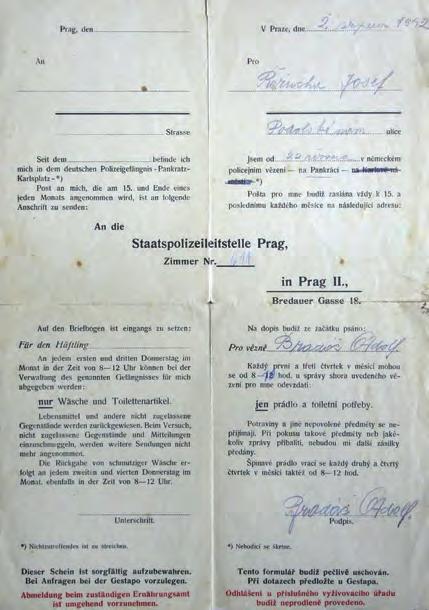 Prag, den
An
Strasse
Seit dem befinde ich
mich in dem deutschen Polizeigefängnis -Pankratz-
Karlsplatz -*)
Post an mich, die am 15. und Ende eines
jeden Monats angenommen wird, ist an folgende
Anschrift zu senden:
V Praze, dne 2. srpna 1942
Pro
Josef
Podolské nám. ulice
Jsem od 22 v německém
policejním vězení — na Pankráci — na Karlově ná-
městí -*)
Pošta pro mne budiž zaslána vždy k 15. a
poslednímu každého měsíce na následující adresu:
An die
Staatspolizeileitstelle Prag,
Zimmer Nr.
in Prag II.,
Bredauer Gasse 18.
Auf den Briefbogen ist eingangs zu setzen:
Für den Häftling
An jedem ersten und dritten Donnerstag im
Monat in der Zeit von 8—12 Uhr können bei der
Verwaltung des genannten Gefängnisses für mich
abgegeben werden:
nur Wäsche und Toilettenartikel.
Lebensmittel und andere nicht zugelassene
Gegenstände werden zurückgewiesen. Beim Versuch,
nicht zugelassene Gegenstände und Mitteilungen
einzuschmuggeln, werden weitere Sendungen nicht
mehr angenommen.
Die Rückgabe von schmutziger Wäsche er-
folgt an jedem zweiten und vierten Donnerstag im
Monat, ebenfalls in der Zeit von 8—12 Uhr.
Unterschrift.
*) Nichtzutreffendes ist zu streichen.
Dieser Schein ist sorgfältig aufzubewahren.
Bei Anfragen der Gestapo vorzulegen.
Abmeldung beim zuständigen Ernährungsamt
ist umgehend vorzunehmen.
Na dopis budiž ze začátku psáno:
Pro vězně Bradáč Adolf.
Každý první a třetí čtvrtek v měsíci mohou
se od 8—12 hod. u správy shora uvedeného vě-
zení pro mne odevzdati:
jen prádlo a toiletní potřeby.
Potraviny a jiné nepovolené předměty se ne-
přijímají. Při pokusu takové předměty neb jaké-
koliv zprávy přibaliti, nebudou mi další zásilky
předány.
Špinavé prádlo vrací se každý druhý a čtvrtý
čtvrtek v měsíci taktéž od 8—12 hod.
Bradáč Adolf.
Podpis.
*) Nehodící se škrtne.
Tento formulář budiž pečlivě uschován.
Při dotazech předložte u Gestapa.
Odhlášení u příslušného vyživovacího úřadu
budiž neprodleně provedeno.